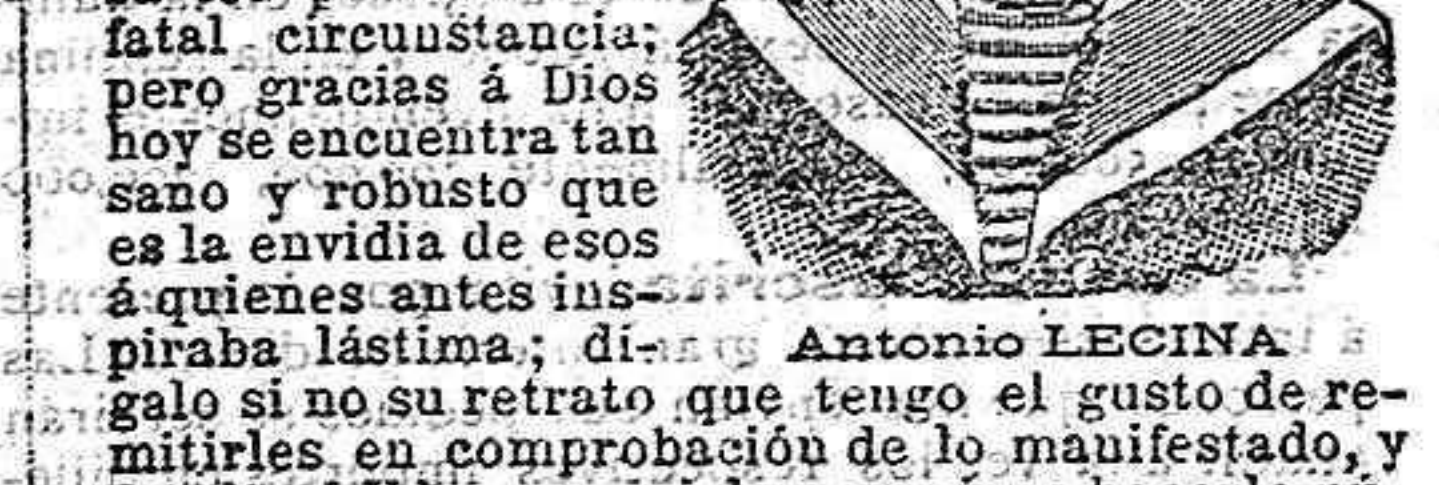 fatal circunstancia;
pero gracias á Dios
hoy se encuentra tan
sano y robusto que
es la envidia de esos
á quienes antes ins-
piraba lástima; di-
Antonio LECINA
galo si no su retrato que tengo el gusto de re-
mitirles en comprobación de lo manifestado, y